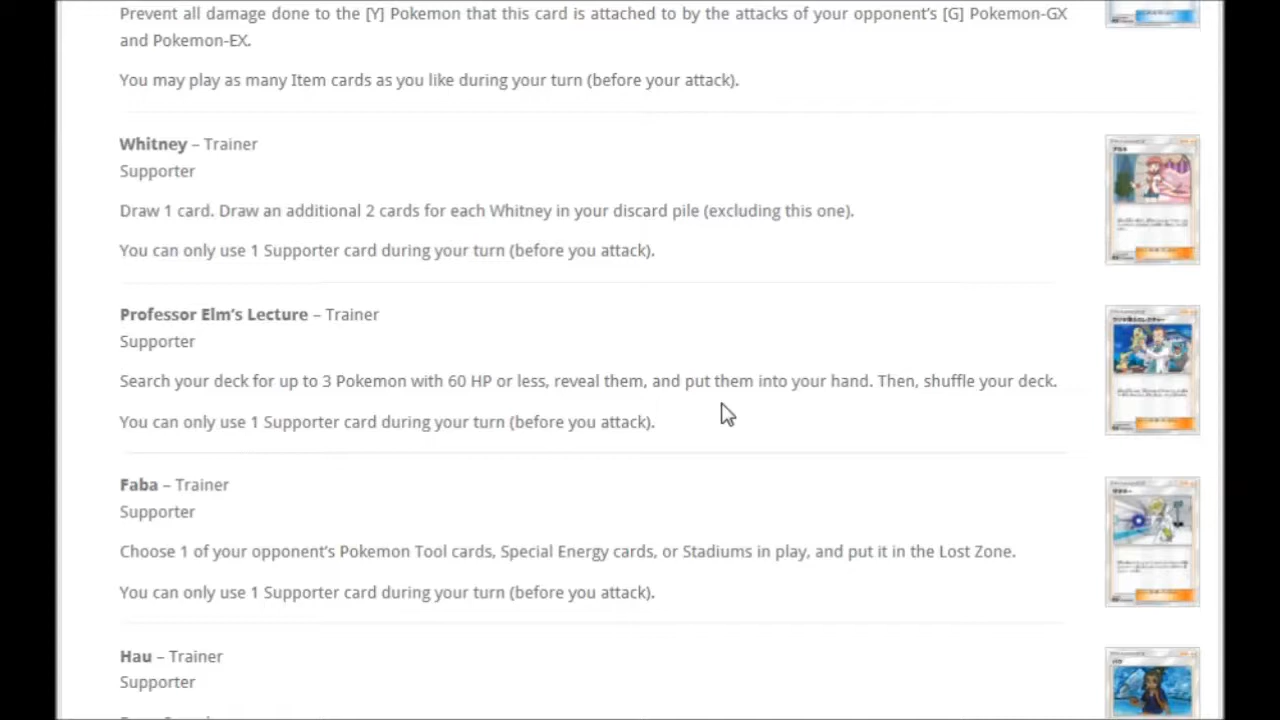 Prevent all damage done to the [Y] Pokemon that this card is attached to by the attacks of your opponent's [G] Pokemon-GX
and Pokemon-EX.
You may play as many Item cards as you like during your turn (before your attack).
Whitney – Trainer
Supporter
Draw 1 card. Draw an additional 2 cards for each Whitney in your discard pile (excluding this one).
You can only use 1 Supporter card during your turn (before you attack).
Professor Elm's Lecture – Trainer
Supporter
Search your deck for up to 3 Pokemon with 60 HP or less, reveal them, and put them into your hand. Then, shuffle your deck.
You can only use 1 Supporter card during your turn (before you attack).
Faba – Trainer
Supporter
Choose 1 of your opponent's Pokemon Tool cards, Special Energy cards, or Stadiums in play, and put it in the Lost Zone.
You can only use 1 Supporter card during your turn (before you attack).
Hau – Trainer
Supporter